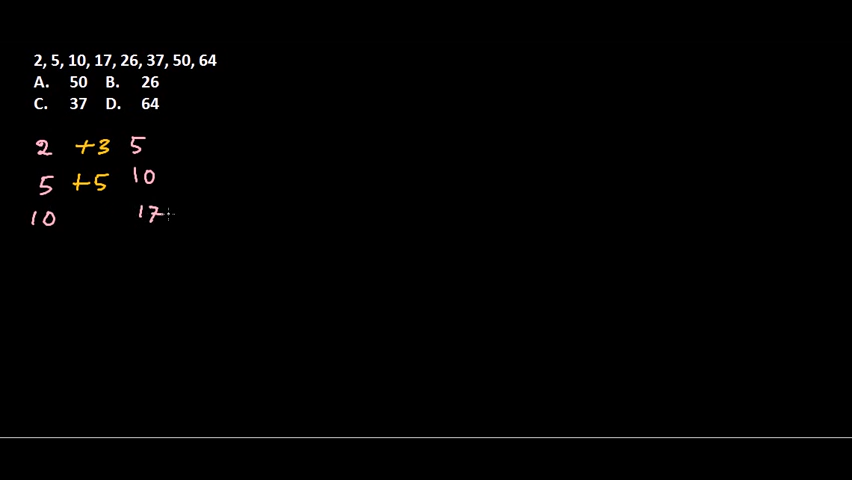 2, 5, 10, 17, 26, 37, 50, 64
A. 50 B. 26
C. 37 D. 64
2 +3 5
5 +5 10
10 17